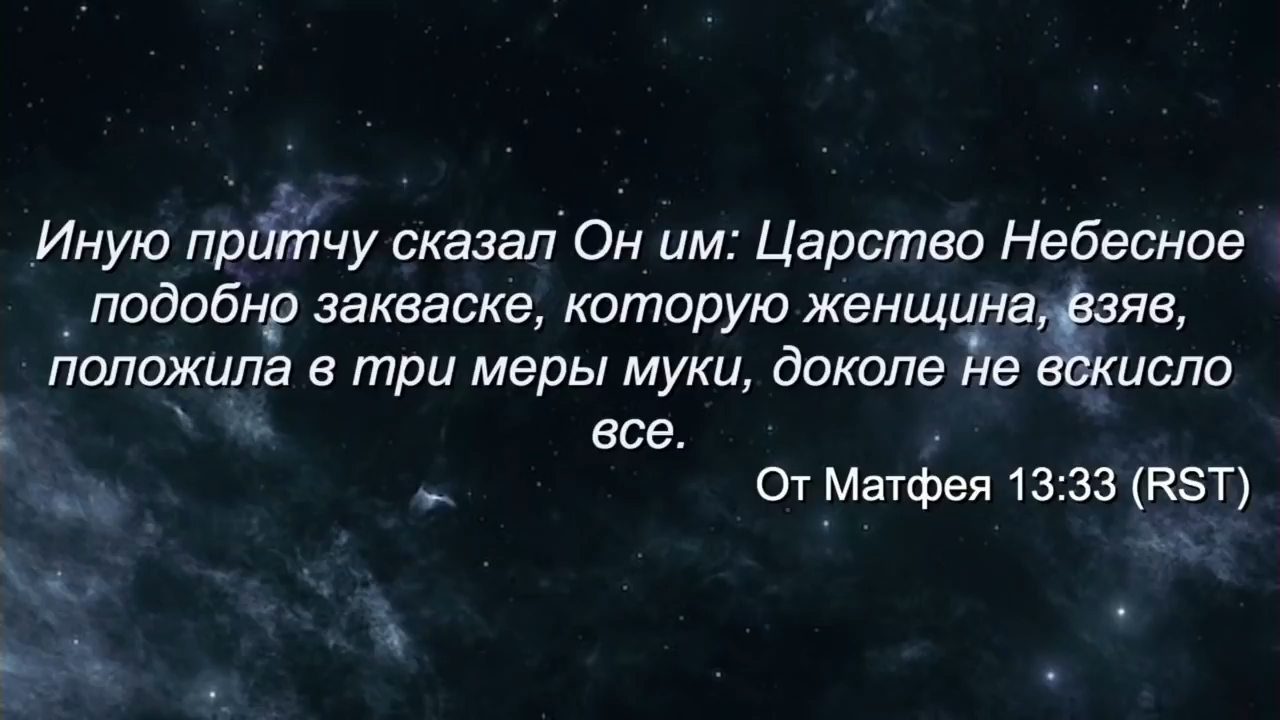 Иную притчу сказал Он им: Царство Небесное
подобно закваске, которую женщина, взяв,
положила в три меры муки, доколе не вскисло
все.
От Матфея 13:33 (RST)